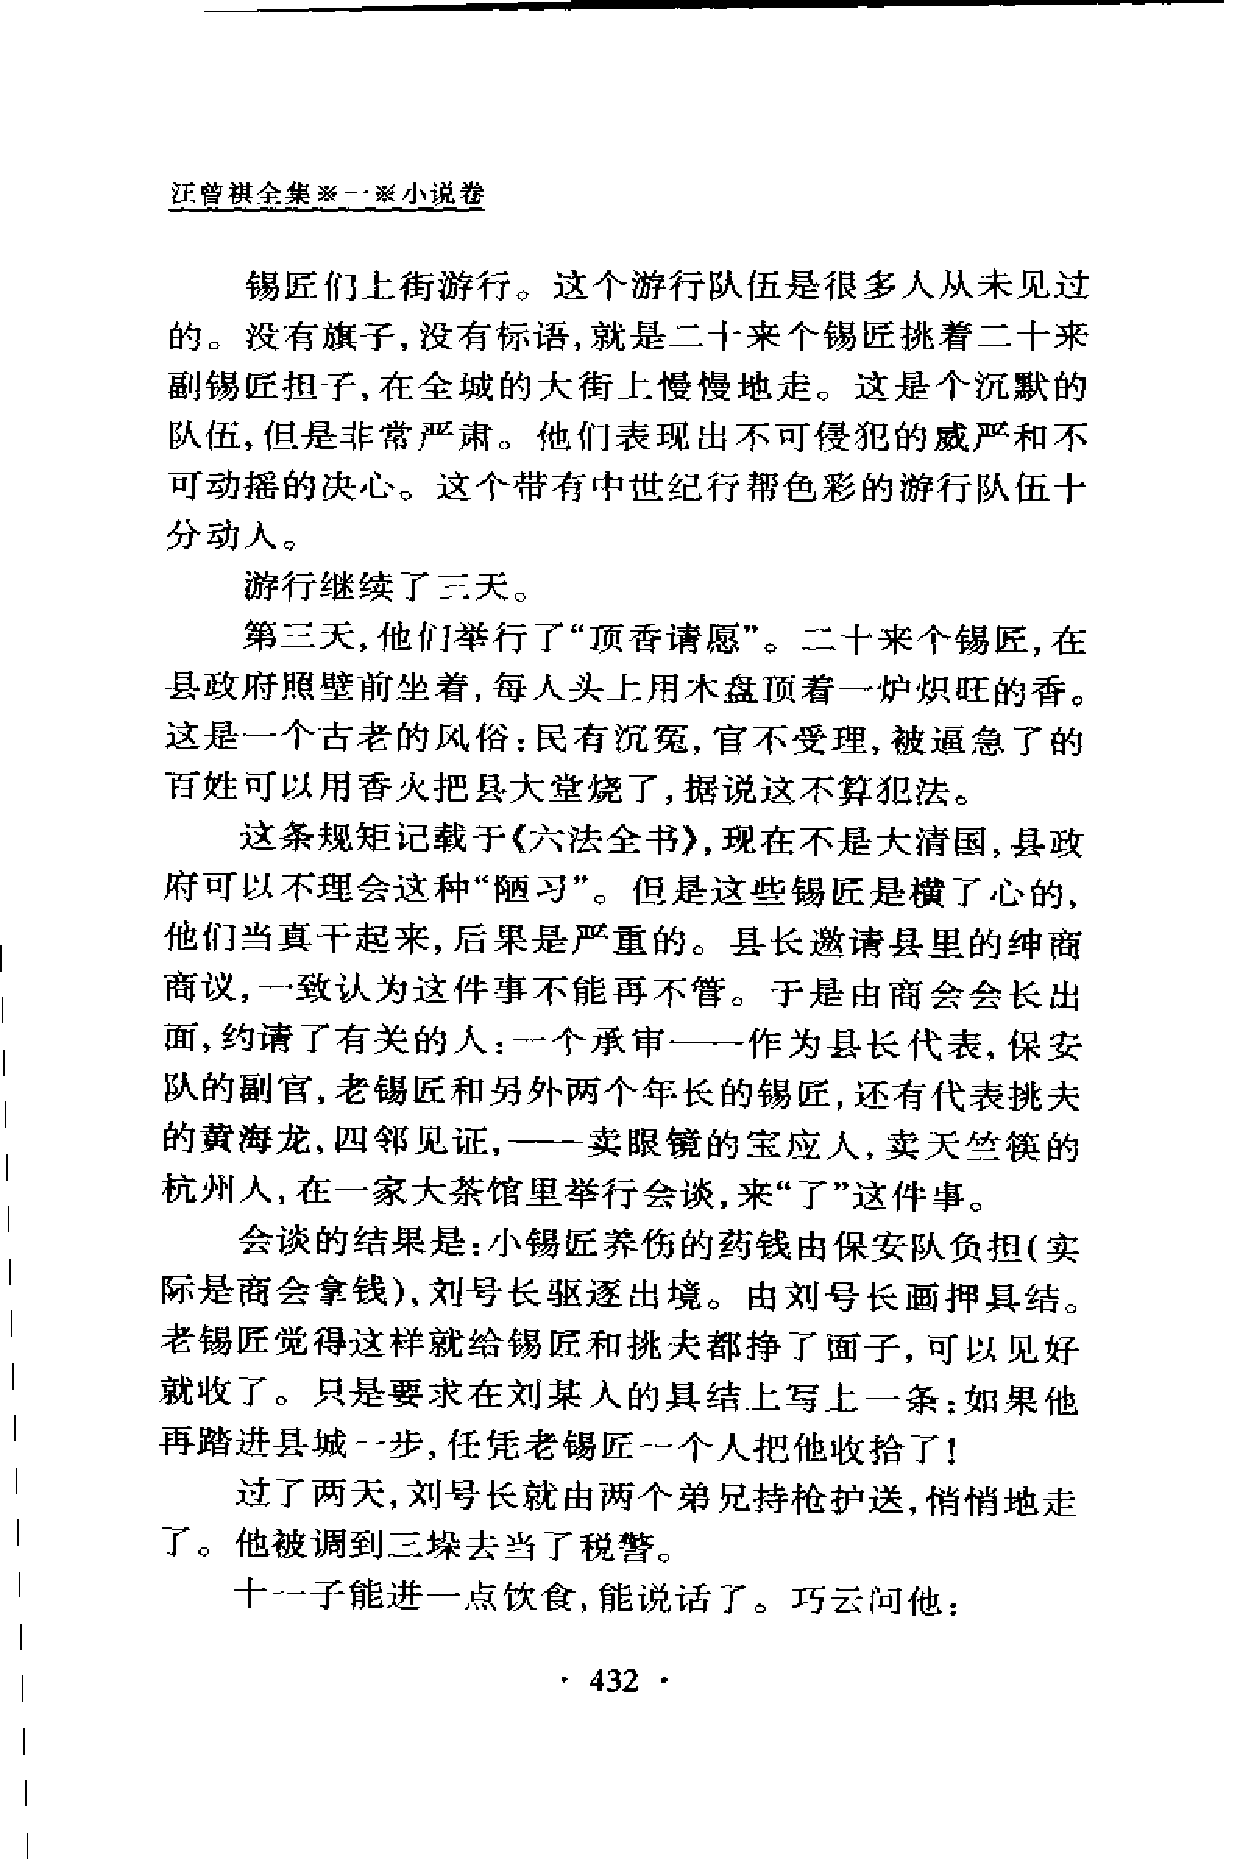 汪曾祺全集※一※小说卷
锡匠们上街游行。这个游行队伍是很多人从未见过
的。没有旗子,没有标语,就是二十来个锡匠挑着二十来
副锡匠担子,在全城的大街上慢慢地走。这是个沉默的
队伍,但是非常严肃。他们表现出不可侵犯的威严和不
可动摇的决心。这个带有中世纪行帮色彩的游行队伍十
分动人。
游行继续了三天。
第三天,他们举行了“顶香请愿”。二十来个锡匠,在
县政府照壁前坐着,每人头上用木盘顶着一炉炽旺的香。
这是一个古老的风俗:民有沉冤,官不受理,被逼急了的
百姓可以用香火把县大堂烧了,据说这不算犯法。
这条规矩记载于《六法全书》,现在不是大清国,县政
府可以不理会这种“陋习”。但是这些锡匠是横了心的,
他们当真干起来,后果是严重的。县长邀请县里的绅商
商议,一致认为这件事不能再不管。于是由商会会长出
面,约请了有关的人:一个承审——作为县长代表,保安
队的副官,老锡匠和另外两个年长的锡匠,还有代表挑夫
的黄海龙,四邻见证,——卖眼镜的宝应人,卖天竺筷的
杭州人,在一家大茶馆里举行会谈,来“了”这件事。
会谈的结果是:小锡匠养伤的药钱由保安队负担(实
际是商会拿钱),刘号长驱逐出境。由刘号长画押具结。
老锡匠觉得这样就给锡匠和挑夫都挣了面子,可以见好
就收了。只是要求在刘某人的具结上写上一条:如果他
再踏进县城一步,任凭老锡匠一个人把他收拾了!
过了两天,刘号长就由两个弟兄持枪护送,悄悄地走
了。他被调到三垛去当了税警。
十一子能进一点饮食,能说话了。巧云问他:
· 432 ·